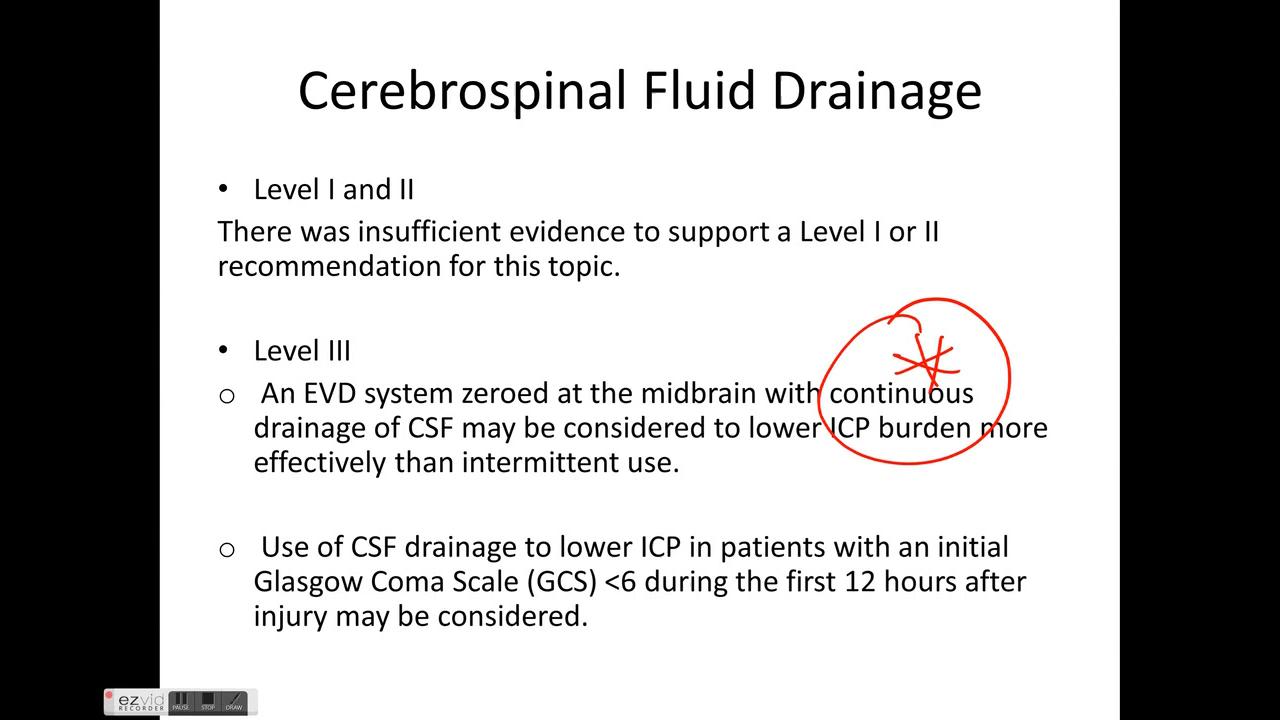 Cerebrospinal Fluid Drainage
• Level I and II
There was insufficient evidence to support a Level I or II
recommendation for this topic.
• Level III
o An EVD system zeroed at the midbrain with continuous
drainage of CSF may be considered to lower ICP burden more
effectively than intermittent use.
o Use of CSF drainage to lower ICP in patients with an initial
Glasgow Coma Scale (GCS) <6 during the first 12 hours after
injury may be considered.
ezvid
RECORDER
PAUSE STOP DRAW